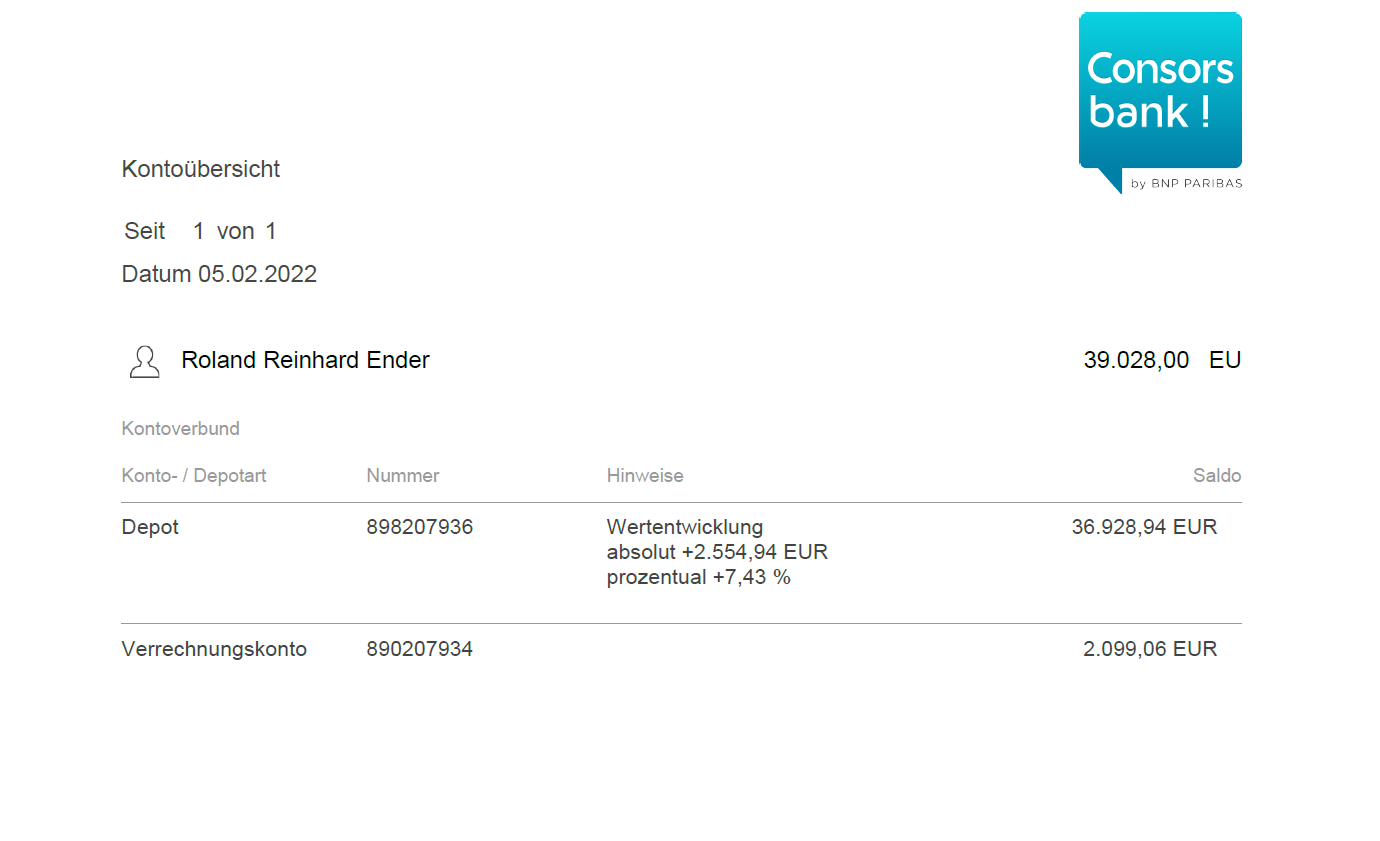 Consors
bank !
by BNP PARIBAS
Kontoübersicht
Seit 1 von 1
Datum 05.02.2022
Roland Reinhard Ender 39.028,00 EU
Kontoverbund
Konto- / Depotart Nummer Hinweise Saldo
Depot 898207936 Wertentwicklung 36.928,94 EUR
absolut +2.554,94 EUR
prozentual +7,43 %
Verrechnungskonto 890207934 2.099,06 EUR